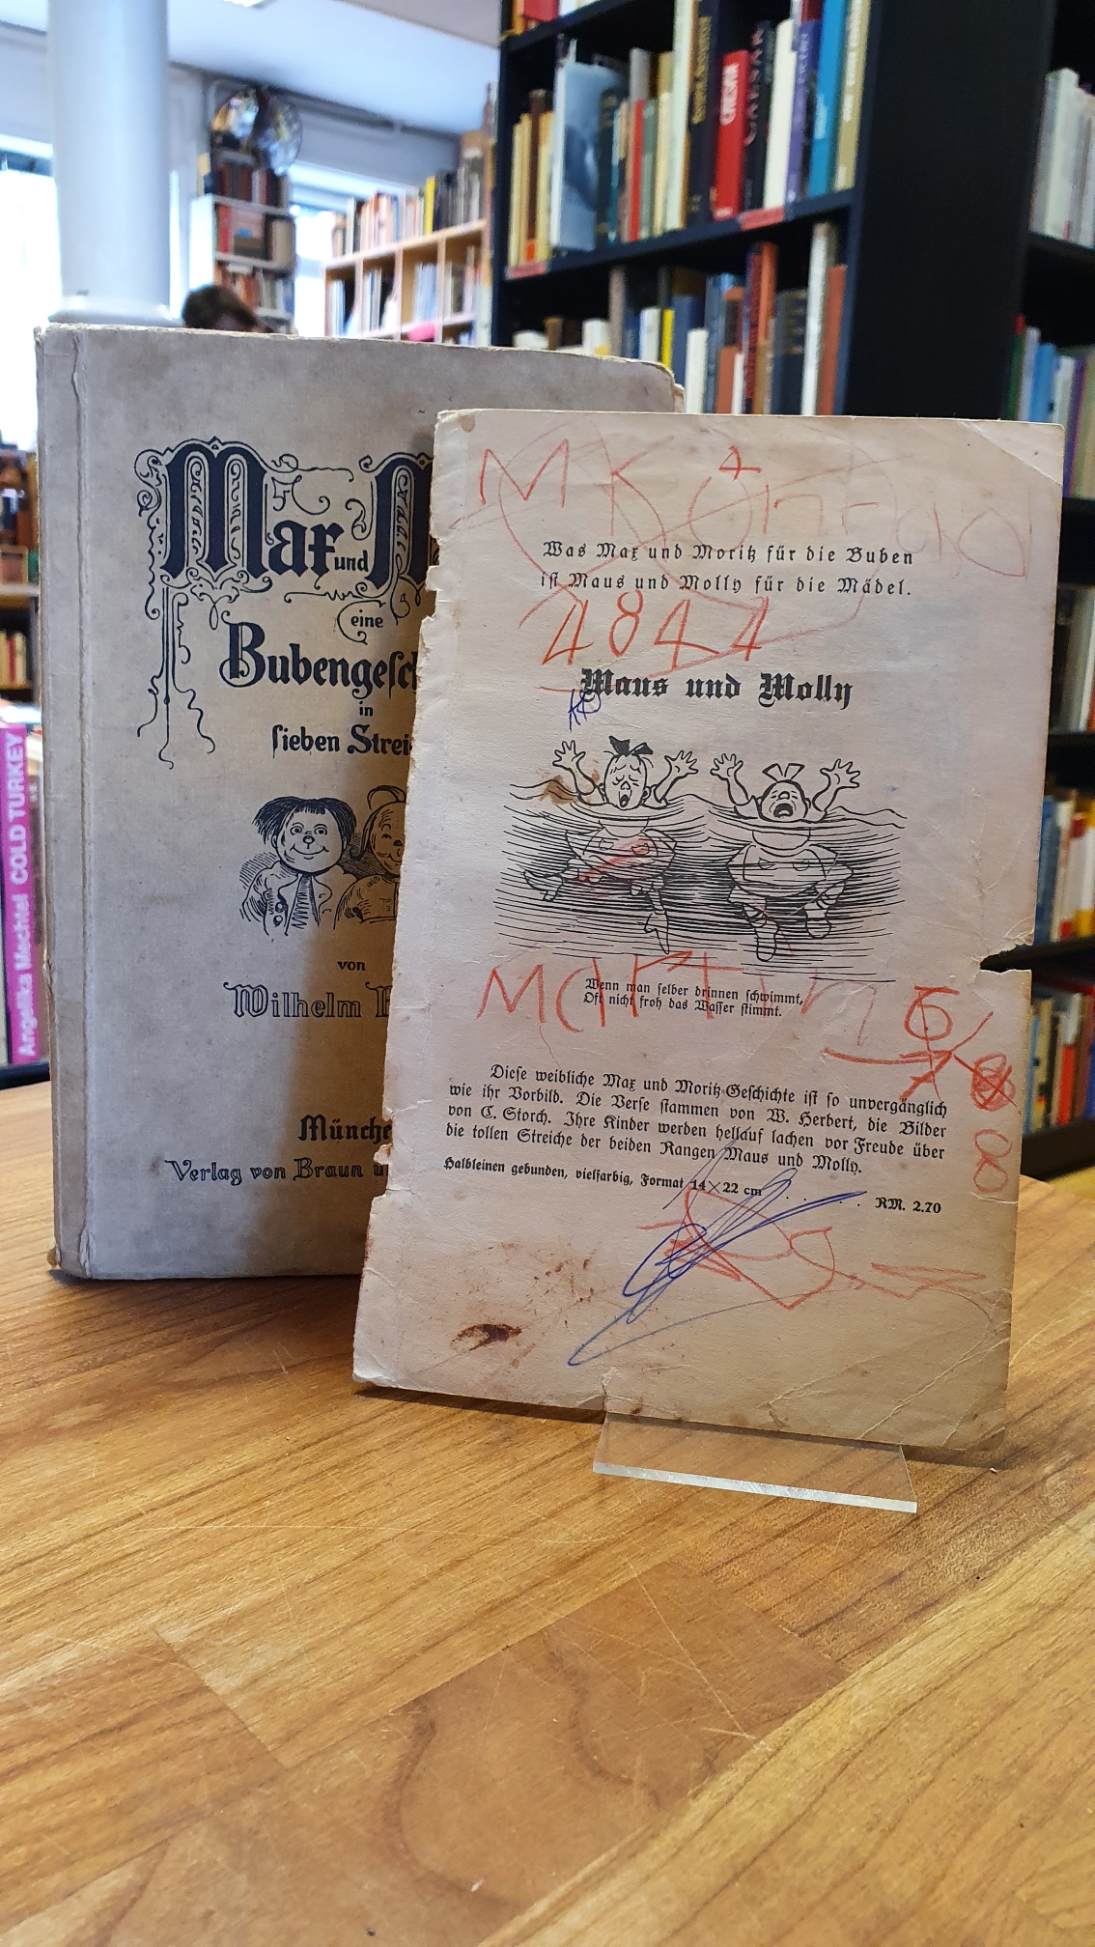 Max und
eine
Bubengesch
in
sieben Strei
von
Wilhelm
Münche
Verlag von Braun
M Konrad
Was Max und Moritz für die Buben
ist Maus und Molly für die Mädel.
4844
Maus und Molly
Wenn man selber drinnen schwimmt,
Oft nicht froh das Wasser stimmt.
Martin
Diese weibliche Max und Moritz-Geschichte ist so unvergänglich
wie ihr Vorbild. Die Verse stammen von W. Herbert, die Bilder
von C. Storch. Ihre Kinder werden hellauf lachen vor Freude über
die tollen Streiche der beiden Rangen Maus und Molly.
Halbleinen gebunden, vielfarbig, Format 14×22 cm . . . . RM. 2.70
Angelika Mechtel COLD TURKEY
CAESAR